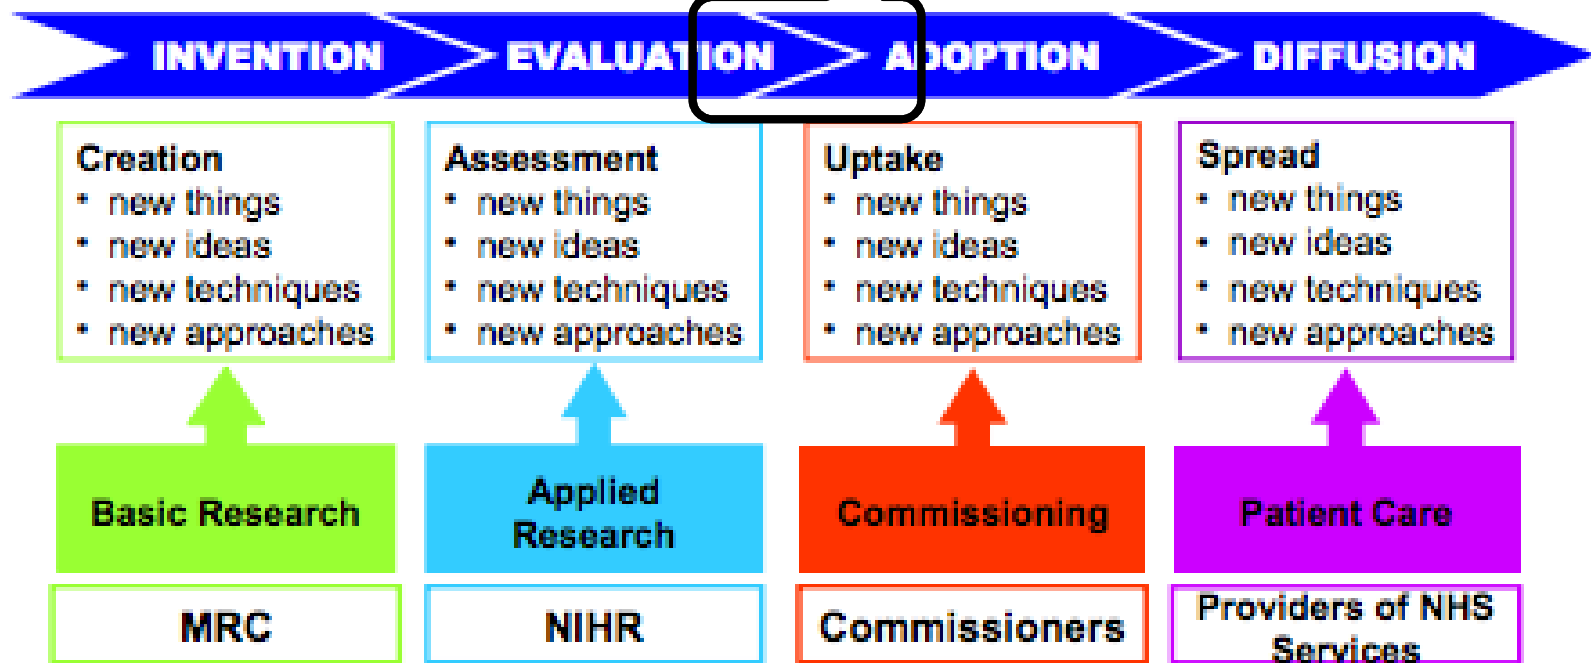 INVENTION
EVALUATION
ADOPTION
DIFFUSION
Creation
• new things
• new ideas
• new techniques
• new approaches
Assessment
• new things
• new ideas
• new techniques
• new approaches
Uptake
• new things
• new ideas
• new techniques
• new approaches
Spread
• new things
• new ideas
• new techniques
• new approaches
Basic Research
Applied
Research
Commissioning
Patient Care
MRC
NIHR
Commissioners
Providers of NHS
Services